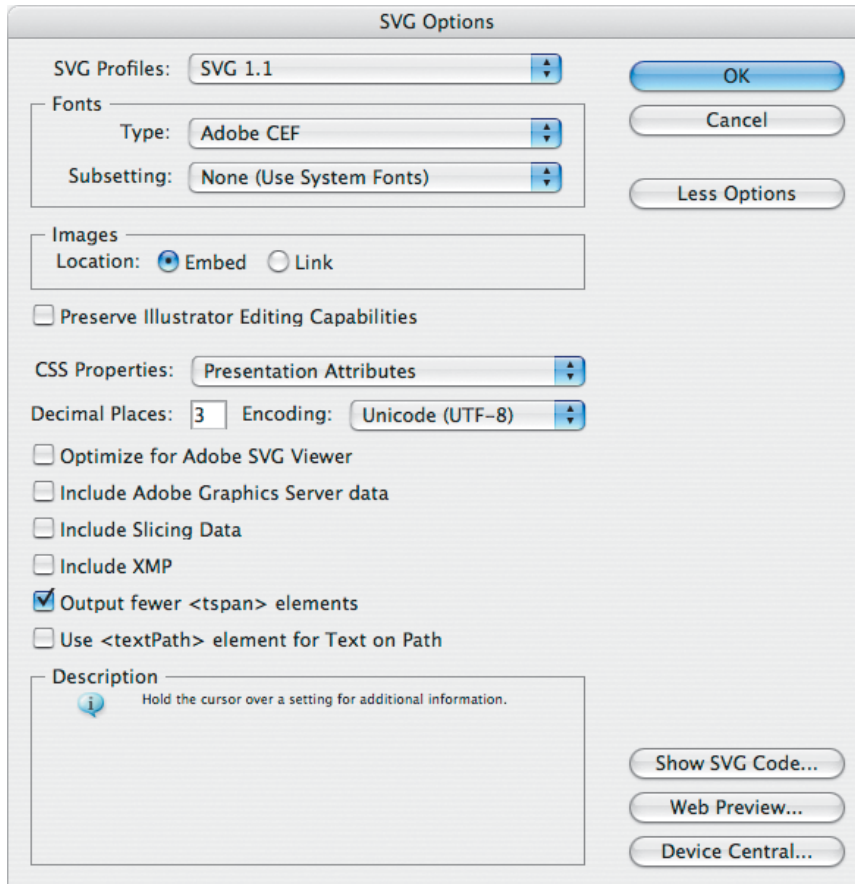 SVG Options
SVG Profiles: SVG 1.1
OK
Fonts
Cancel
Type: Adobe CEF
Subsetting: None (Use System Fonts)
Less Options
Images
Location: Embed Link
Preserve Illustrator Editing Capabilities
CSS Properties: Presentation Attributes
Decimal Places: 3 Encoding: Unicode (UTF-8)
Optimize for Adobe SVG Viewer
Include Adobe Graphics Server data
Include Slicing Data
Include XMP
Output fewer <tspan> elements
Use <textPath> element for Text on Path
Description
i Hold the cursor over a setting for additional information.
Show SVG Code...
Web Preview...
Device Central...